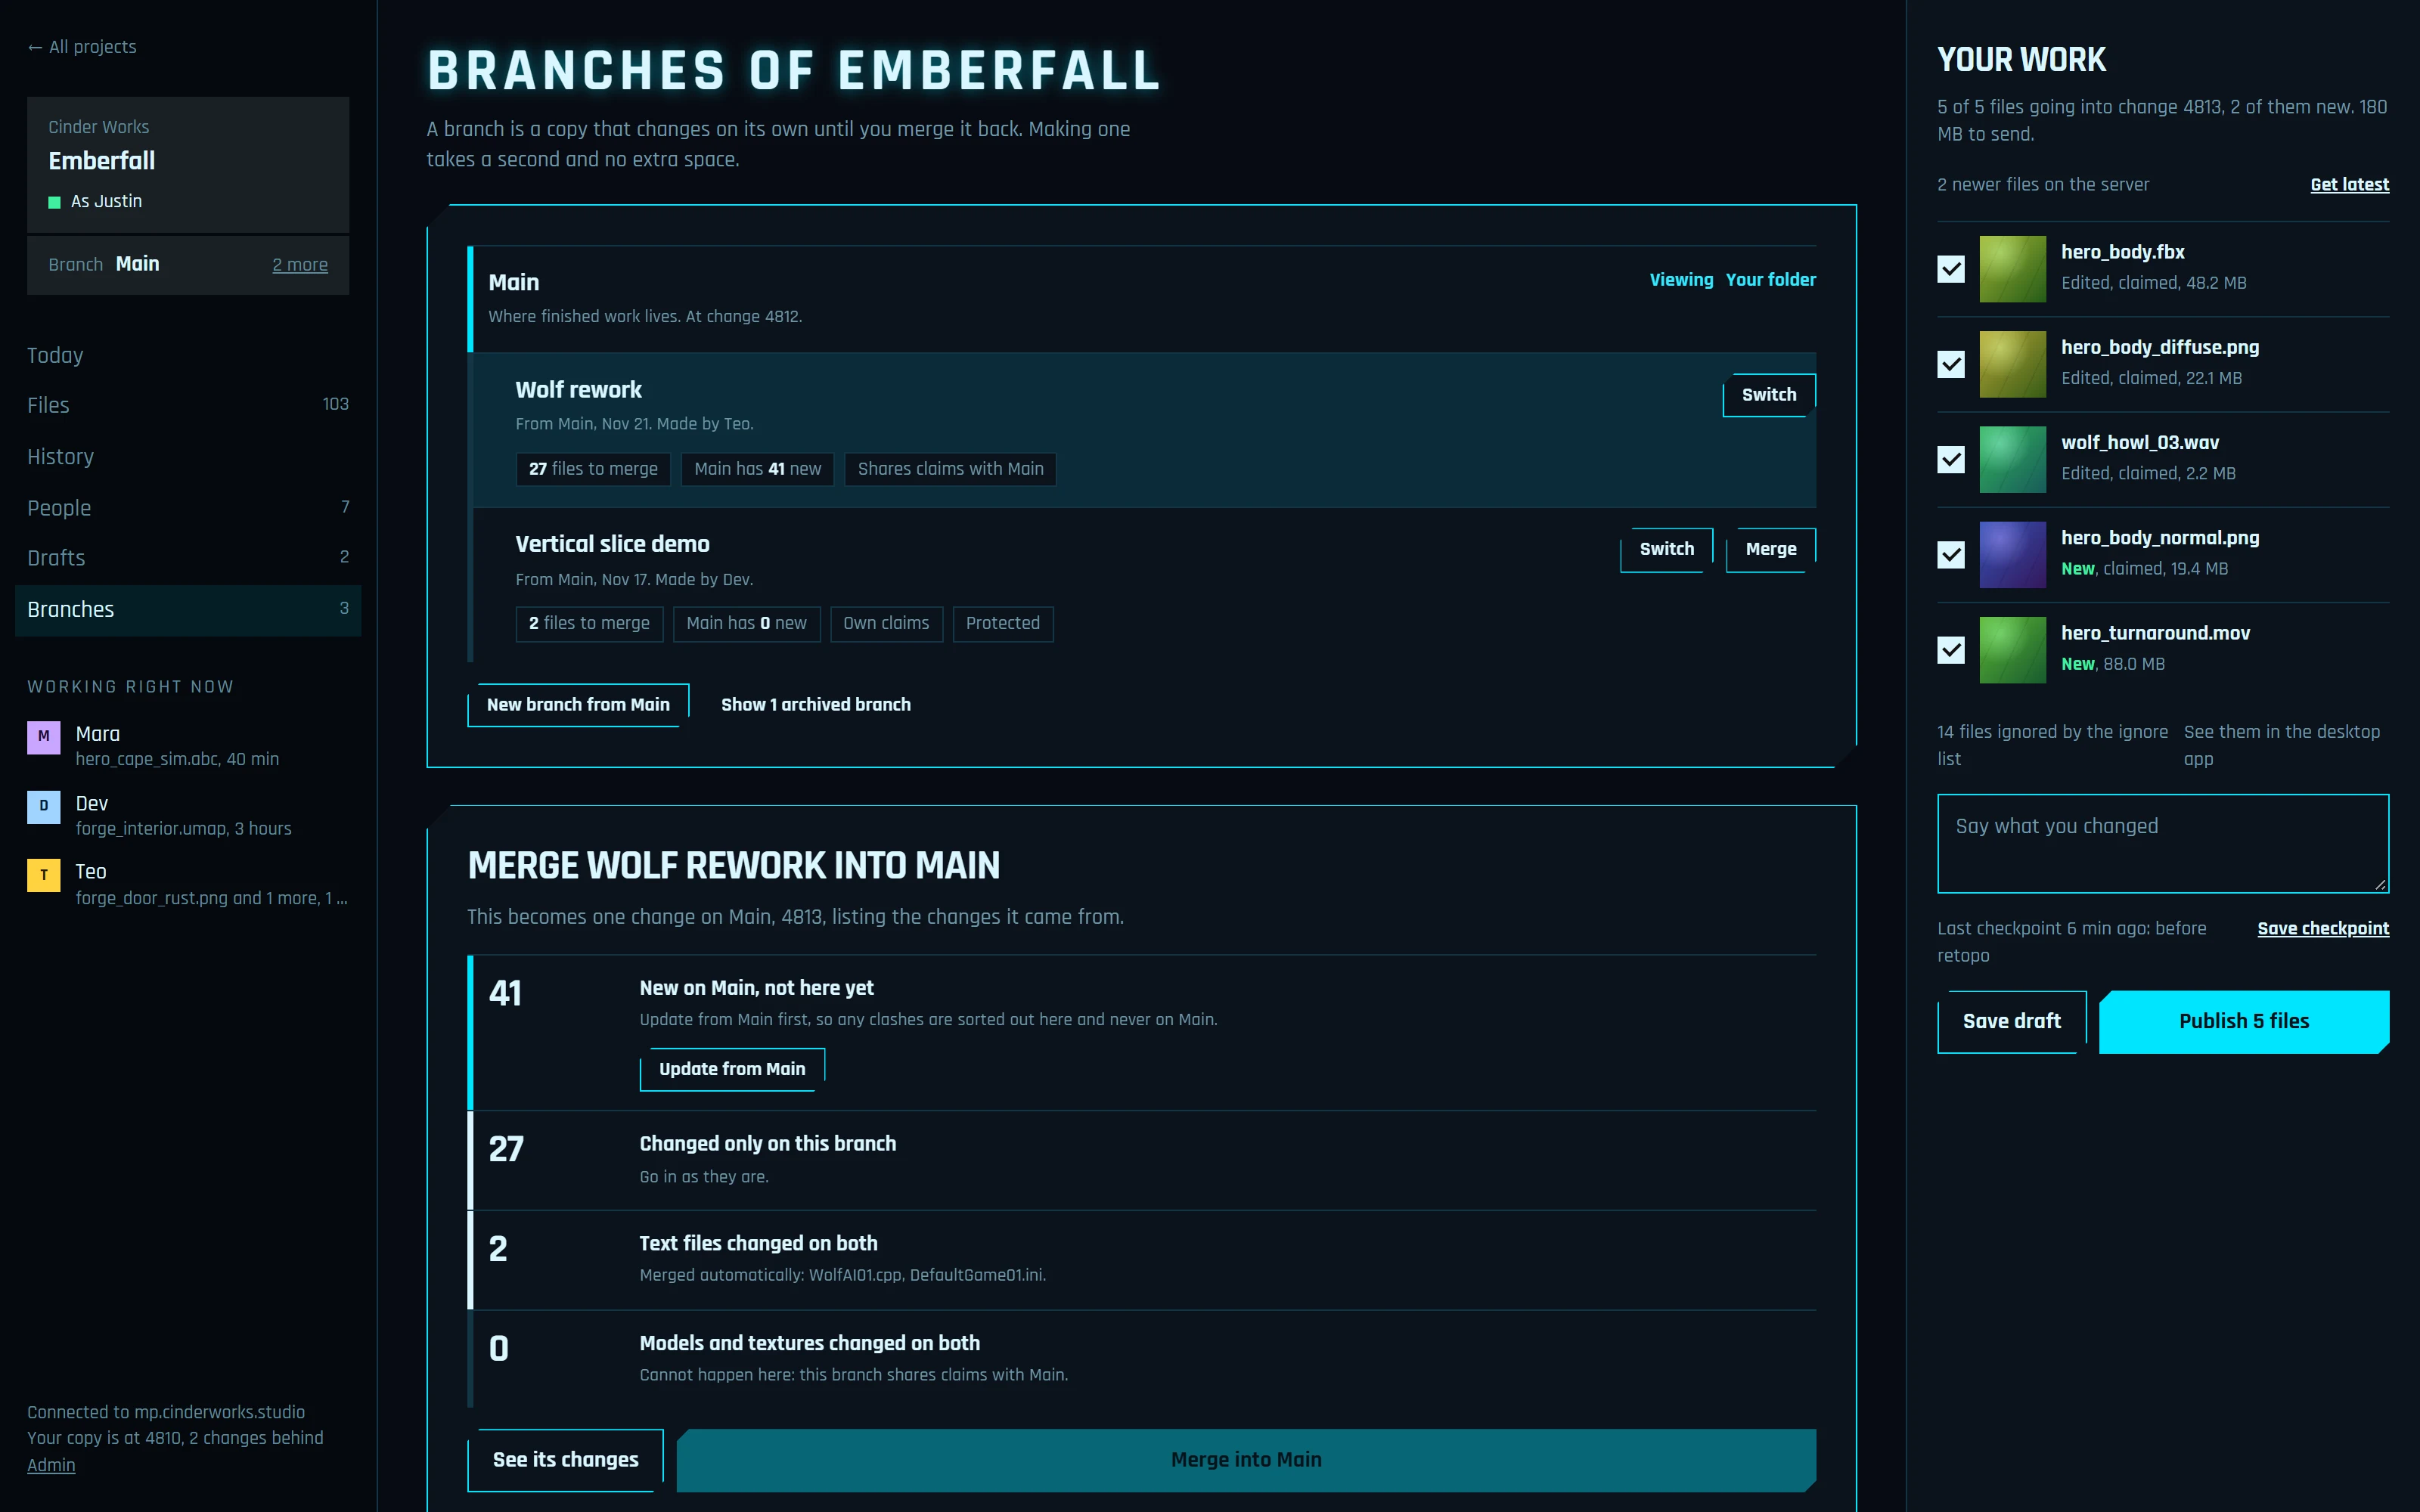 ← All projects
Cinder Works
Emberfall
As Justin
Branch Main 2 more
Today
Files 103
History
People 7
Drafts 2
Branches 3
WORKING RIGHT NOW
M
Mara
hero_cape_sim.abc, 40 min
D
Dev
forge_interior.umap, 3 hours
T
Teo
forge_door_rust.png and 1 more, 1 ...
Connected to mp.cinderworks.studio
Your copy is at 4810, 2 changes behind
Admin
BRANCHES OF EMBERFALL
A branch is a copy that changes on its own until you merge it back. Making one
takes a second and no extra space.
Main
Viewing Your folder
Where finished work lives. At change 4812.
Wolf rework
Switch
From Main, Nov 21. Made by Teo.
27 files to merge Main has 41 new Shares claims with Main
Vertical slice demo
Switch Merge
From Main, Nov 17. Made by Dev.
2 files to merge Main has 0 new Own claims Protected
New branch from Main Show 1 archived branch
MERGE WOLF REWORK INTO MAIN
This becomes one change on Main, 4813, listing the changes it came from.
41 New on Main, not here yet
Update from Main first, so any clashes are sorted out here and never on Main.
Update from Main
27 Changed only on this branch
Go in as they are.
2 Text files changed on both
Merged automatically: WolfAI01.cpp, DefaultGame01.ini.
0 Models and textures changed on both
Cannot happen here: this branch shares claims with Main.
See its changes Merge into Main
YOUR WORK
5 of 5 files going into change 4813, 2 of them new. 180
MB to send.
2 newer files on the server Get latest
hero_body.fbx
Edited, claimed, 48.2 MB
hero_body_diffuse.png
Edited, claimed, 22.1 MB
wolf_howl_03.wav
Edited, claimed, 2.2 MB
hero_body_normal.png
New, claimed, 19.4 MB
hero_turnaround.mov
New, 88.0 MB
14 files ignored by the ignore
list
See them in the desktop
app
Say what you changed
Last checkpoint 6 min ago: before
retopo
Save checkpoint
Save draft Publish 5 files